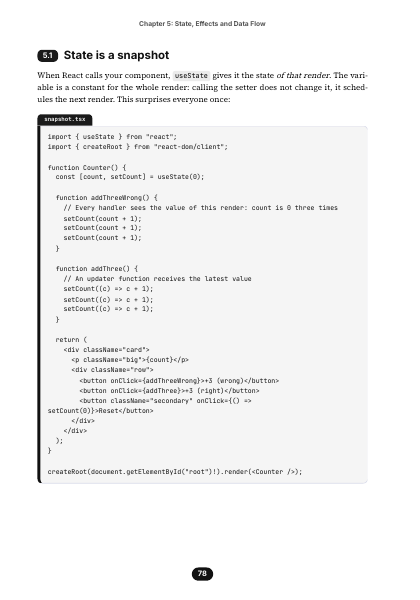 Chapter 5: State, Effects and Data Flow
5.1 State is a snapshot
When React calls your component, useState gives it the state of that render. The vari-
able is a constant for the whole render: calling the setter does not change it, it sched-
ules the next render. This surprises everyone once:
snapshot.tsx
import { useState } from "react";
import { createRoot } from "react-dom/client";
function Counter() {
  const [count, setCount] = useState(0);
  function addThreeWrong() {
    // Every handler sees the value of this render: count is 0 three times
    setCount(count + 1);
    setCount(count + 1);
    setCount(count + 1);
  }
  function addThree() {
    // An updater function receives the latest value
    setCount((c) => c + 1);
    setCount((c) => c + 1);
    setCount((c) => c + 1);
  }
  return (
    <div className="card">
      <p className="big">{count}</p>
      <div className="row">
        <button onClick={addThreeWrong}>+3 (wrong)</button>
        <button onClick={addThree}>+3 (right)</button>
        <button className="secondary" onClick={() =>
setCount(0)}>Reset</button>
      </div>
    </div>
  );
}
createRoot(document.getElementById("root")!).render(<Counter />);
78